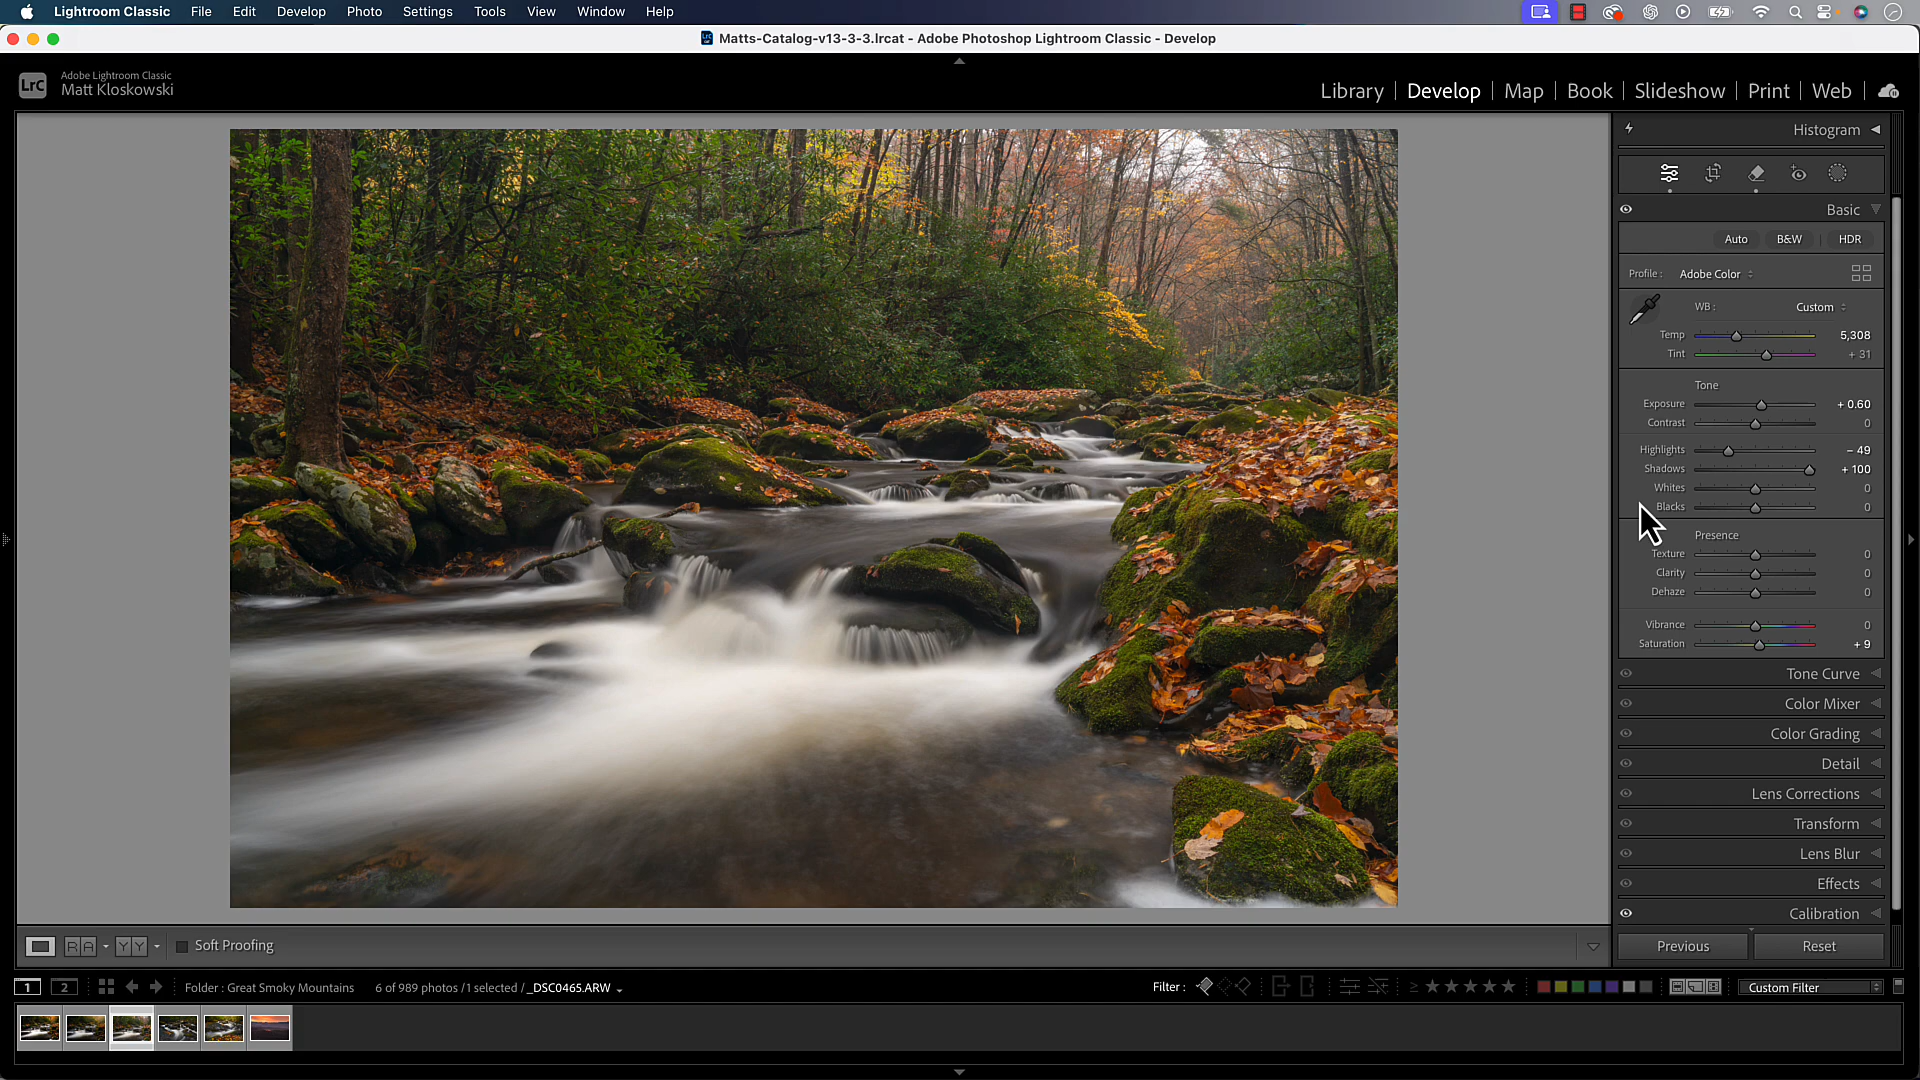 Lightroom Classic File Edit Develop Photo Settings Tools View Window Help
Matts-Catalog-v13-3-3.lrcat - Adobe Photoshop Lightroom Classic - Develop
LrC
Adobe Lightroom Classic
Matt Kloskowski
Library | Develop | Map | Book | Slideshow | Print | Web
Histogram
Basic
Auto B&W HDR
Profile : Adobe Color
WB : Custom
Temp 5,308
Tint + 31
Tone
Exposure + 0.60
Contrast 0
Highlights – 49
Shadows + 100
Whites 0
Blacks 0
Presence
Texture 0
Clarity 0
Dehaze 0
Vibrance 0
Saturation + 9
Tone Curve
Color Mixer
Color Grading
Detail
Lens Corrections
Transform
Lens Blur
Effects
Calibration
Previous Reset
R A Y Y Soft Proofing
1 2 Folder : Great Smoky Mountains 6 of 989 photos / 1 selected / _DSC0465.ARW Filter : ≥ Custom Filter